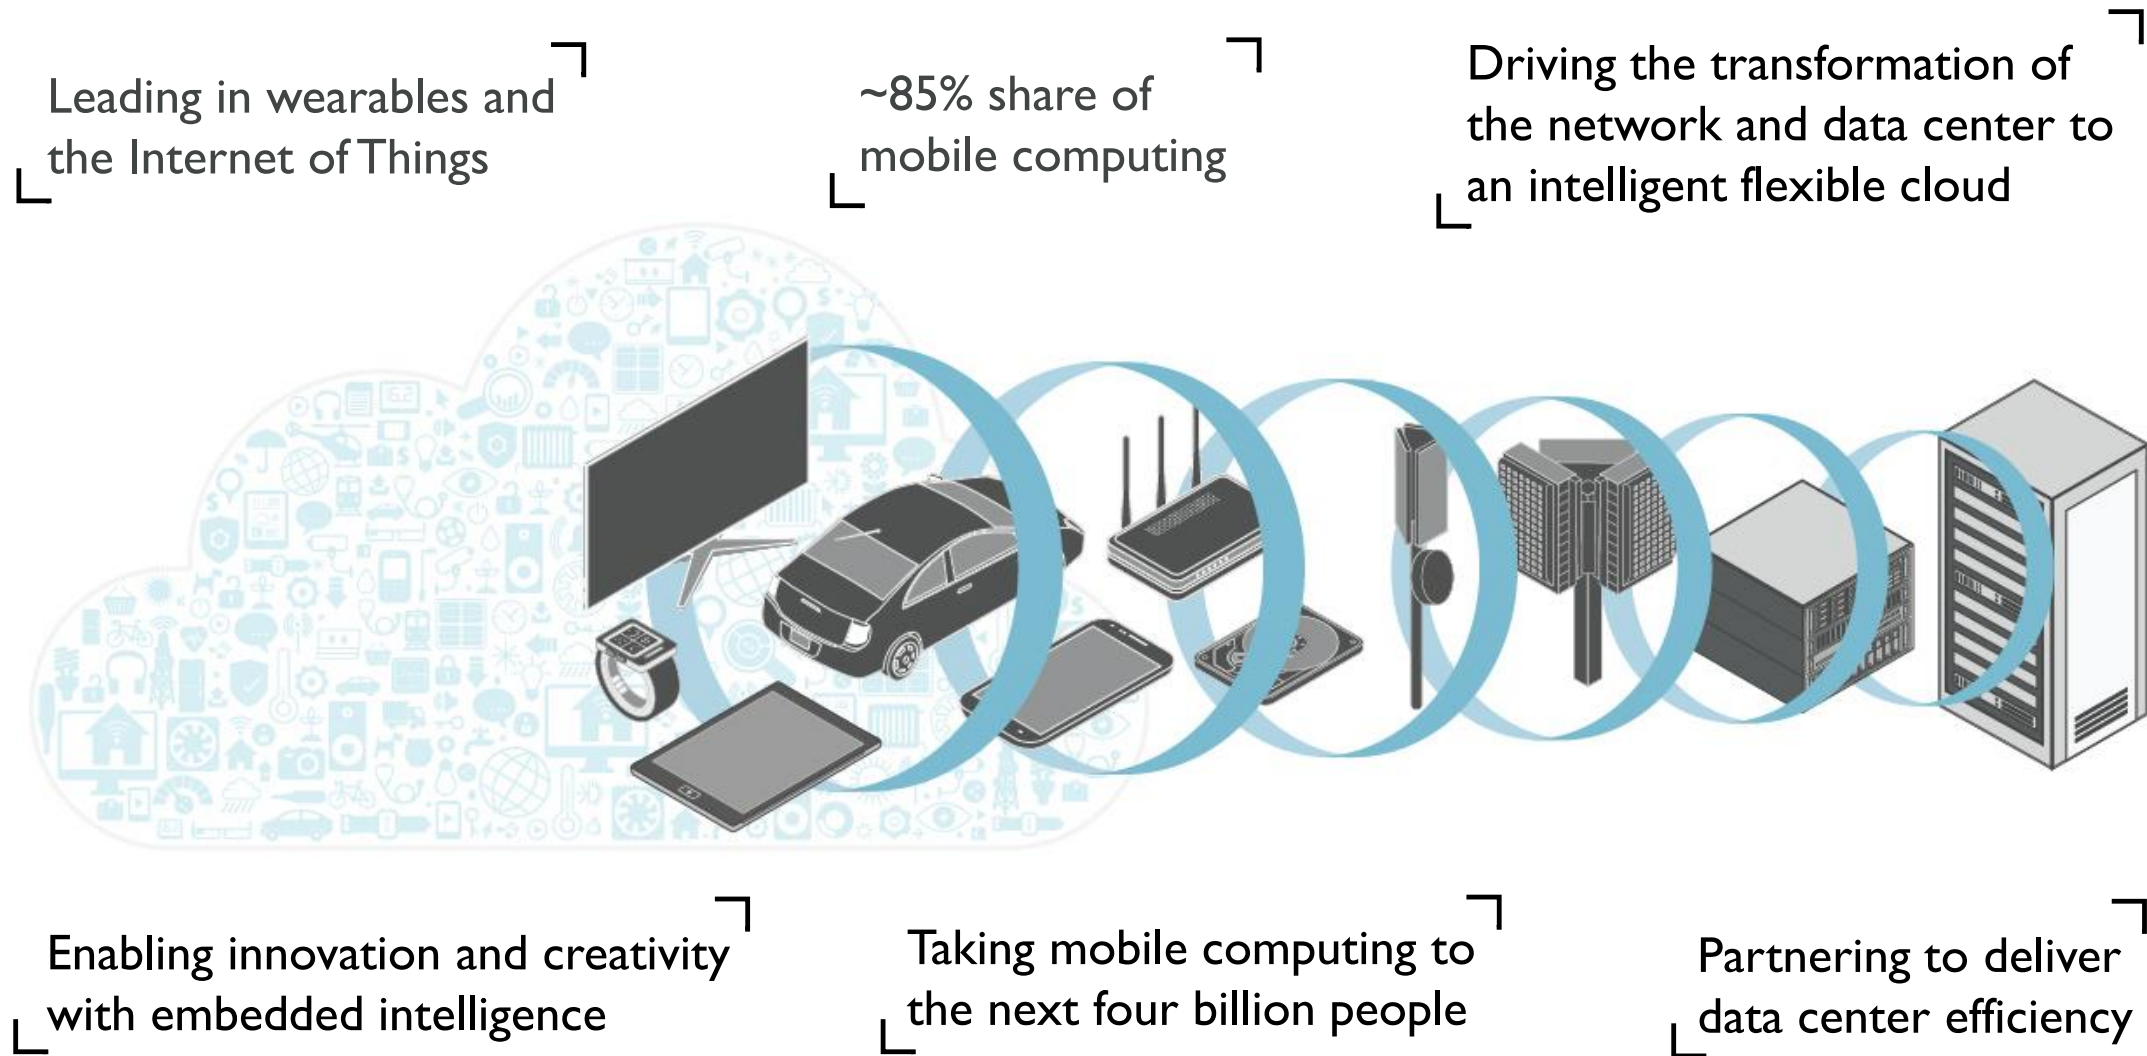 Leading in wearables and
the Internet of Things
~85% share of
mobile computing
Driving the transformation of
the network and data center to
an intelligent flexible cloud
Enabling innovation and creativity
with embedded intelligence
Taking mobile computing to
the next four billion people
Partnering to deliver
data center efficiency